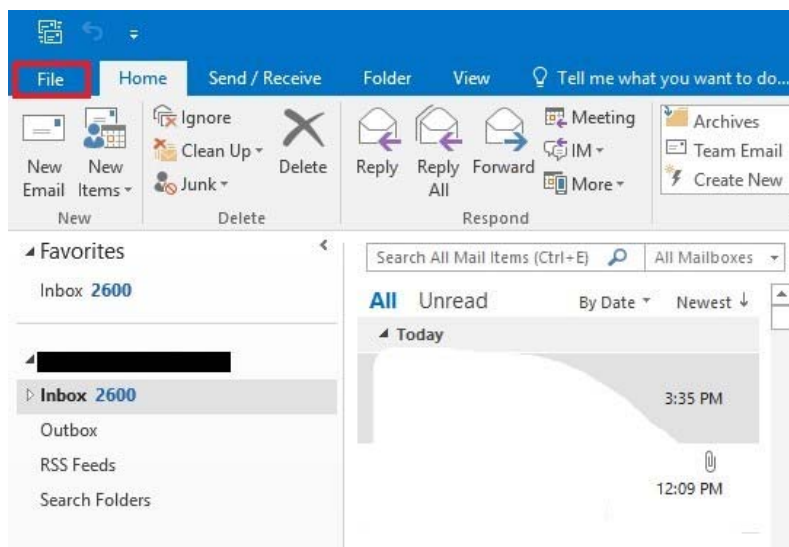 File Home Send / Receive Folder View Tell me what you want to do...
New Email
New Items
Ignore
Clean Up
Junk
Delete
Reply
Reply All
Forward
Meeting
IM
More
Archives
Team Email
Create New
New Delete Respond
Favorites
Inbox 2600
Inbox 2600
Outbox
RSS Feeds
Search Folders
Search All Mail Items (Ctrl+E) All Mailboxes
All Unread By Date Newest
Today
3:35 PM
12:09 PM